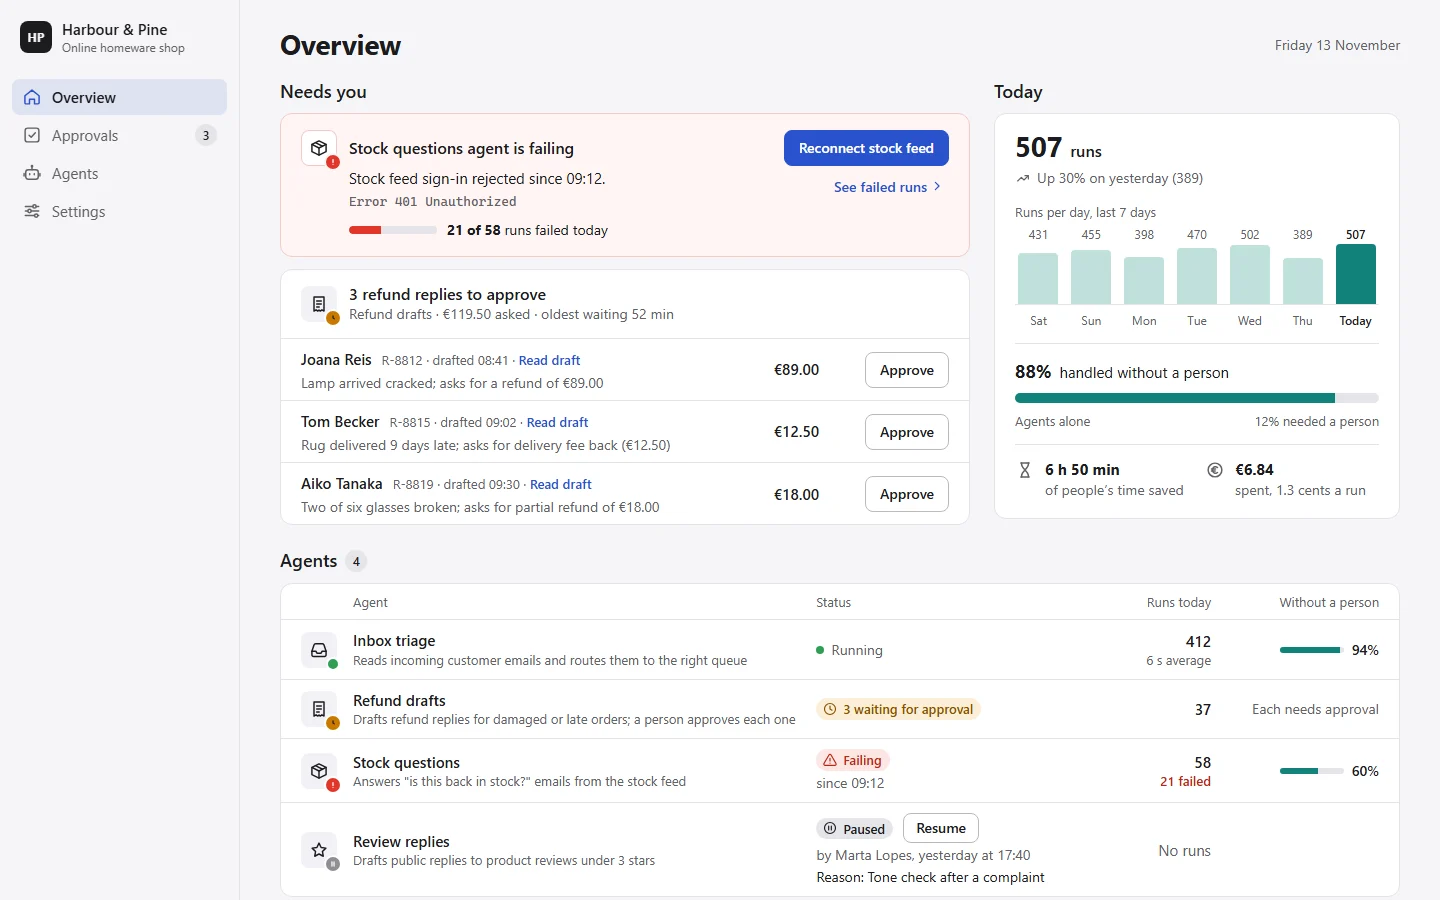 HP
Harbour & Pine
Online homeware shop
Overview
Approvals 3
Agents
Settings
Overview
Friday 13 November
Needs you
Stock questions agent is failing
Stock feed sign-in rejected since 09:12.
Error 401 Unauthorized
21 of 58 runs failed today
Reconnect stock feed
See failed runs
3 refund replies to approve
Refund drafts · €119.50 asked · oldest waiting 52 min
Joana Reis R-8812 · drafted 08:41 · Read draft
Lamp arrived cracked; asks for a refund of €89.00
€89.00
Approve
Tom Becker R-8815 · drafted 09:02 · Read draft
Rug delivered 9 days late; asks for delivery fee back (€12.50)
€12.50
Approve
Aiko Tanaka R-8819 · drafted 09:30 · Read draft
Two of six glasses broken; asks for partial refund of €18.00
€18.00
Approve
Today
507 runs
Up 30% on yesterday (389)
Runs per day, last 7 days
431 455 398 470 502 389 507
Sat Sun Mon Tue Wed Thu Today
88% handled without a person
Agents alone 12% needed a person
6 h 50 min
of people's time saved
€6.84
spent, 1.3 cents a run
Agents 4
Agent Status Runs today Without a person
Inbox triage
Reads incoming customer emails and routes them to the right queue
Running
412
6 s average
94%
Refund drafts
Drafts refund replies for damaged or late orders; a person approves each one
3 waiting for approval
37
Each needs approval
Stock questions
Answers "is this back in stock?" emails from the stock feed
Failing
since 09:12
58
21 failed
60%
Review replies
Drafts public replies to product reviews under 3 stars
Paused
Resume
by Marta Lopes, yesterday at 17:40
Reason: Tone check after a complaint
No runs